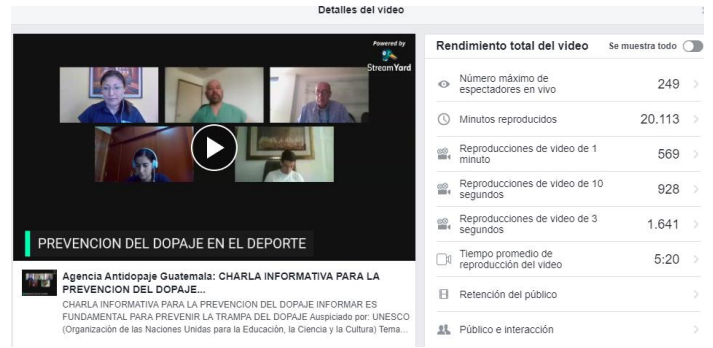 Detalles del video
Powered by
StreamYard
PREVENCION DEL DOPAJE EN EL DEPORTE
Agencia Antidopaje Guatemala: CHARLA INFORMATIVA PARA LA
PREVENCION DEL DOPAJE...
CHARLA INFORMATIVA PARA LA PREVENCION DEL DOPAJE INFORMAR ES
FUNDAMENTAL PARA PREVENIR LA TRAMPA DEL DOPAJE Auspiciado por: UNESCO
(Organización de las Naciones Unidas para la Educación, la Ciencia y la Cultura) Tema...
Rendimiento total del video Se muestra todo
Número máximo de
espectadores en vivo 249
Minutos reproducidos 20.113
Reproducciones de video de 1
minuto 569
Reproducciones de video de 10
segundos 928
Reproducciones de video de 3
segundos 1.641
Tiempo promedio de
reproducción del video 5:20
Retención del público
Público e interacción